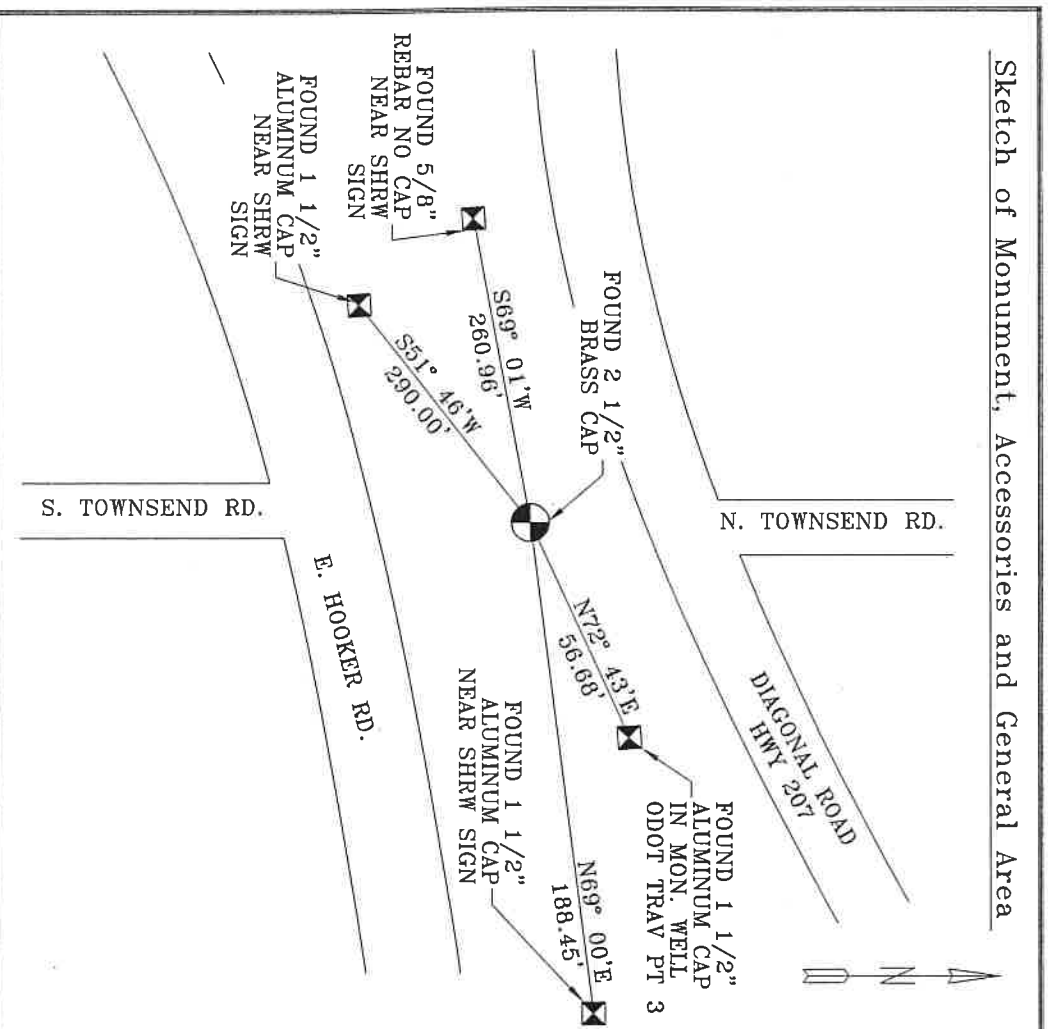 Sketch of Monument, Accessories and General Area
FOUND 5/8"
REBAR NO CAP
NEAR SHRW
SIGN
FOUND 1 1/2"
ALUMINUM CAP
NEAR SHRW
SIGN
S69° 01'W
260.96'
S51° 46'W
290.00'
FOUND 2 1/2"
BRASS CAP
S. TOWNSEND RD.
N. TOWNSEND RD.
E. HOOKER RD.
N72° 43'E
56.68'
DIAGONAL ROAD
HWY 207
FOUND 1 1/2"
ALUMINUM CAP
IN MON. WELL
ODOT TRAV PT 3
FOUND 1 1/2"
ALUMINUM CAP
NEAR SHRW SIGN
N69° 00'E
188.45'
N